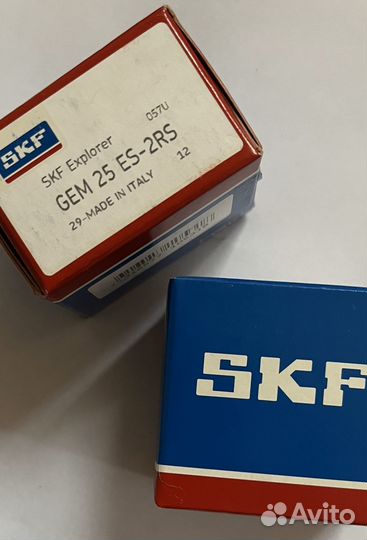 SKF
SKF Explorer
057U
GEM 25 ES-2RS
29-MADE IN ITALY
12
SKF
Avito